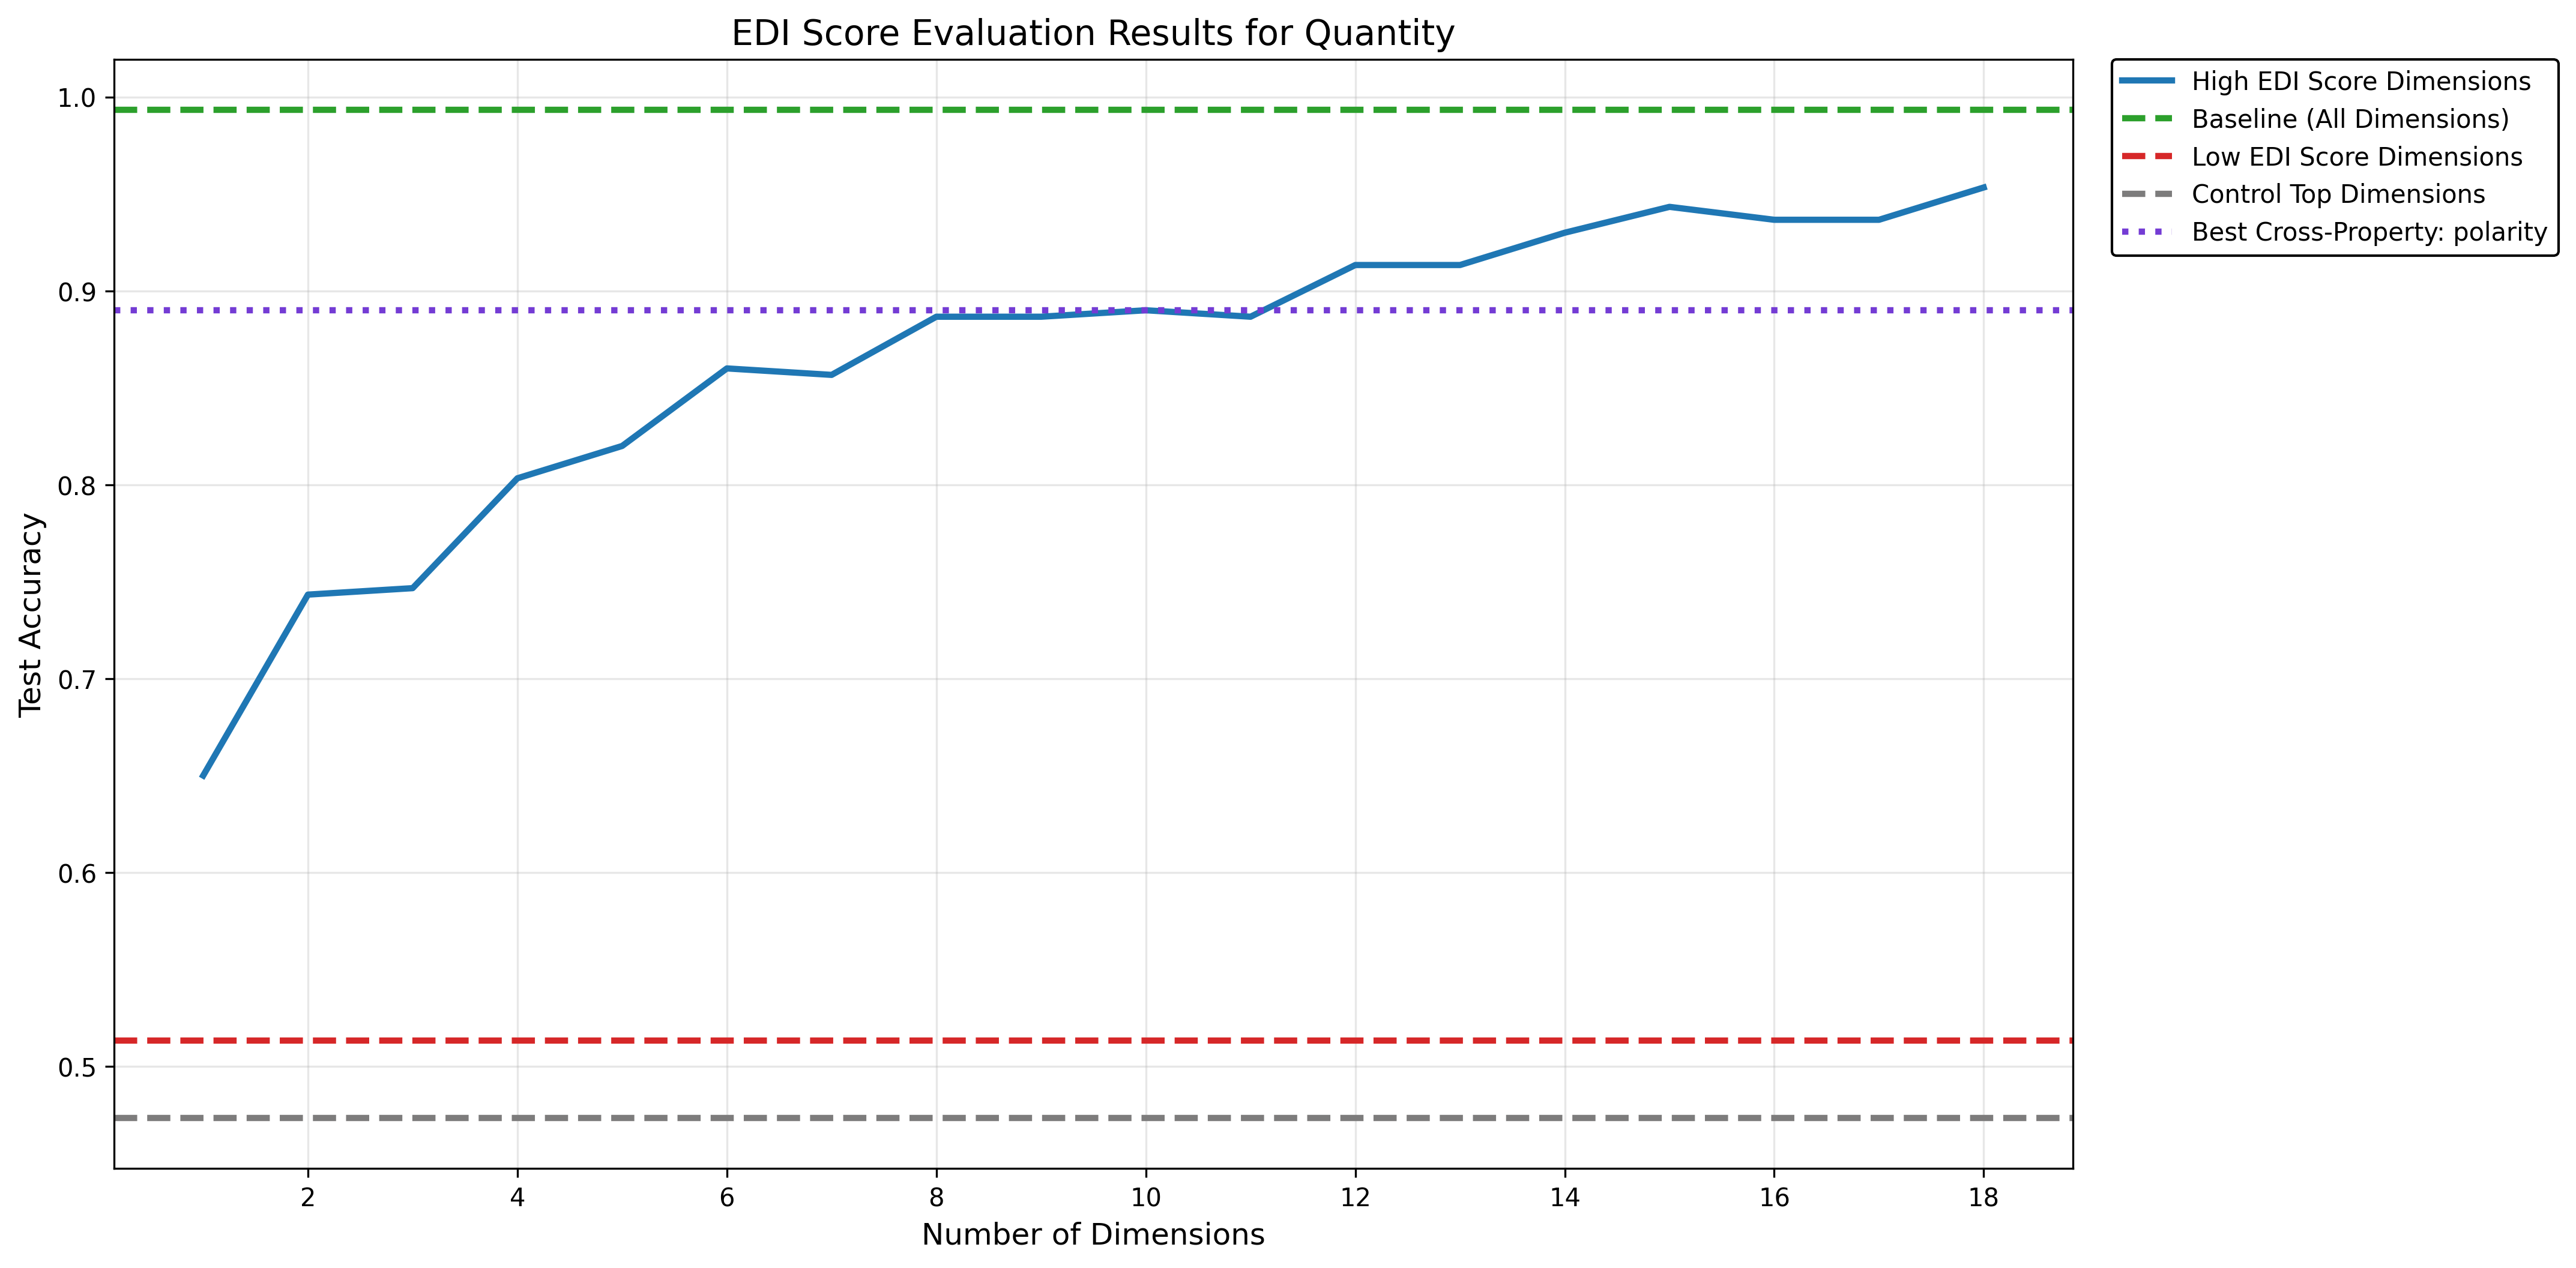 EDI Score Evaluation Results for Quantity
High EDI Score Dimensions
Baseline (All Dimensions)
Low EDI Score Dimensions
Control Top Dimensions
Best Cross-Property: polarity
Test Accuracy
1.0
0.9
0.8
0.7
0.6
0.5
2 4 6 8 10 12 14 16 18
Number of Dimensions